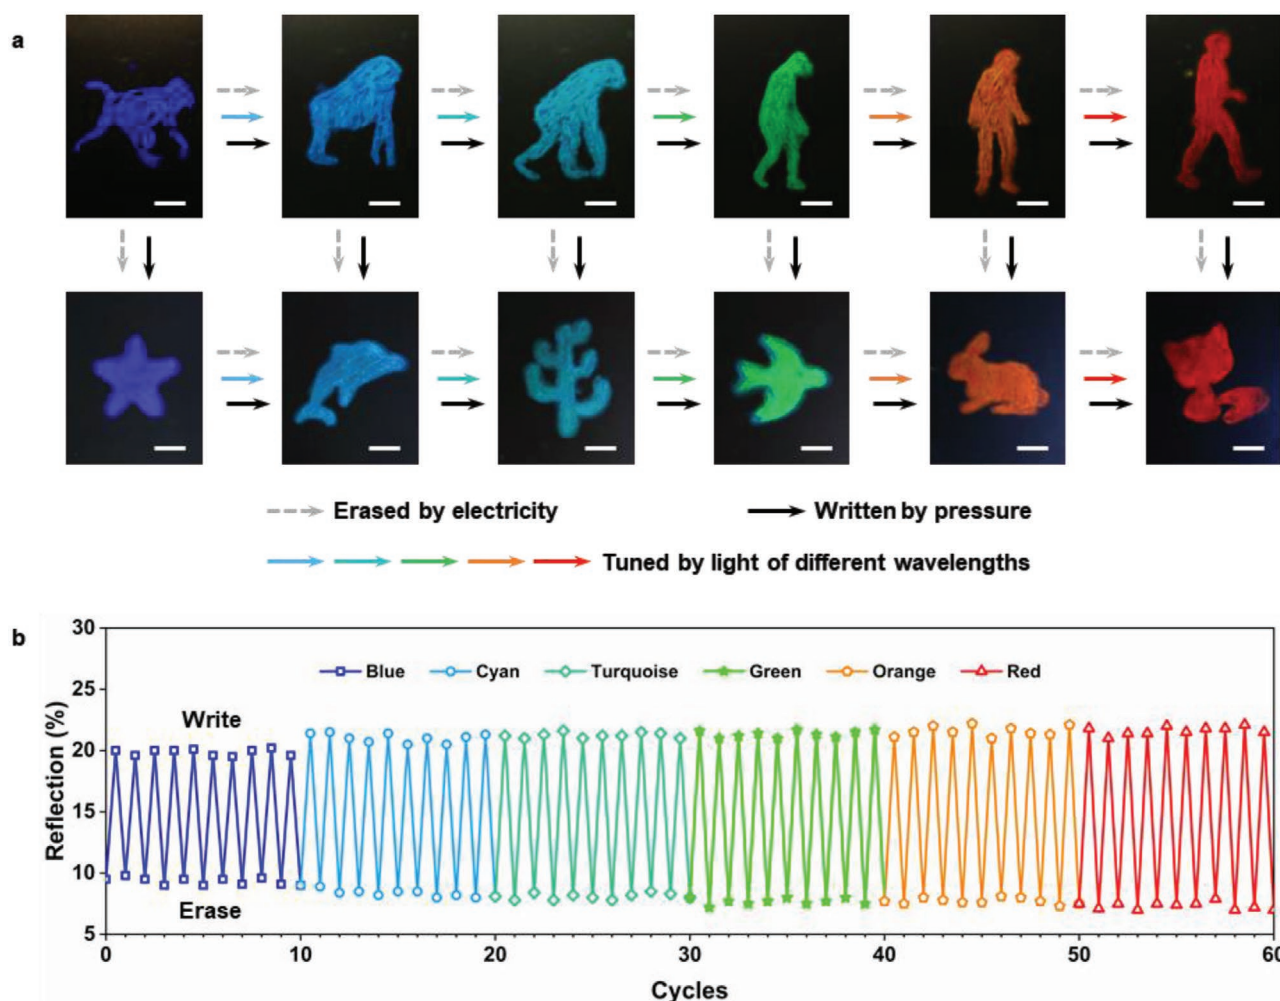 a
Erased by electricity
Written by pressure
Tuned by light of different wavelengths
b
30
25
20
15
10
5
Reflection (%)
Blue
Cyan
Turquoise
Green
Orange
Red
Write
Erase
0
10
20
30
40
50
60
Cycles